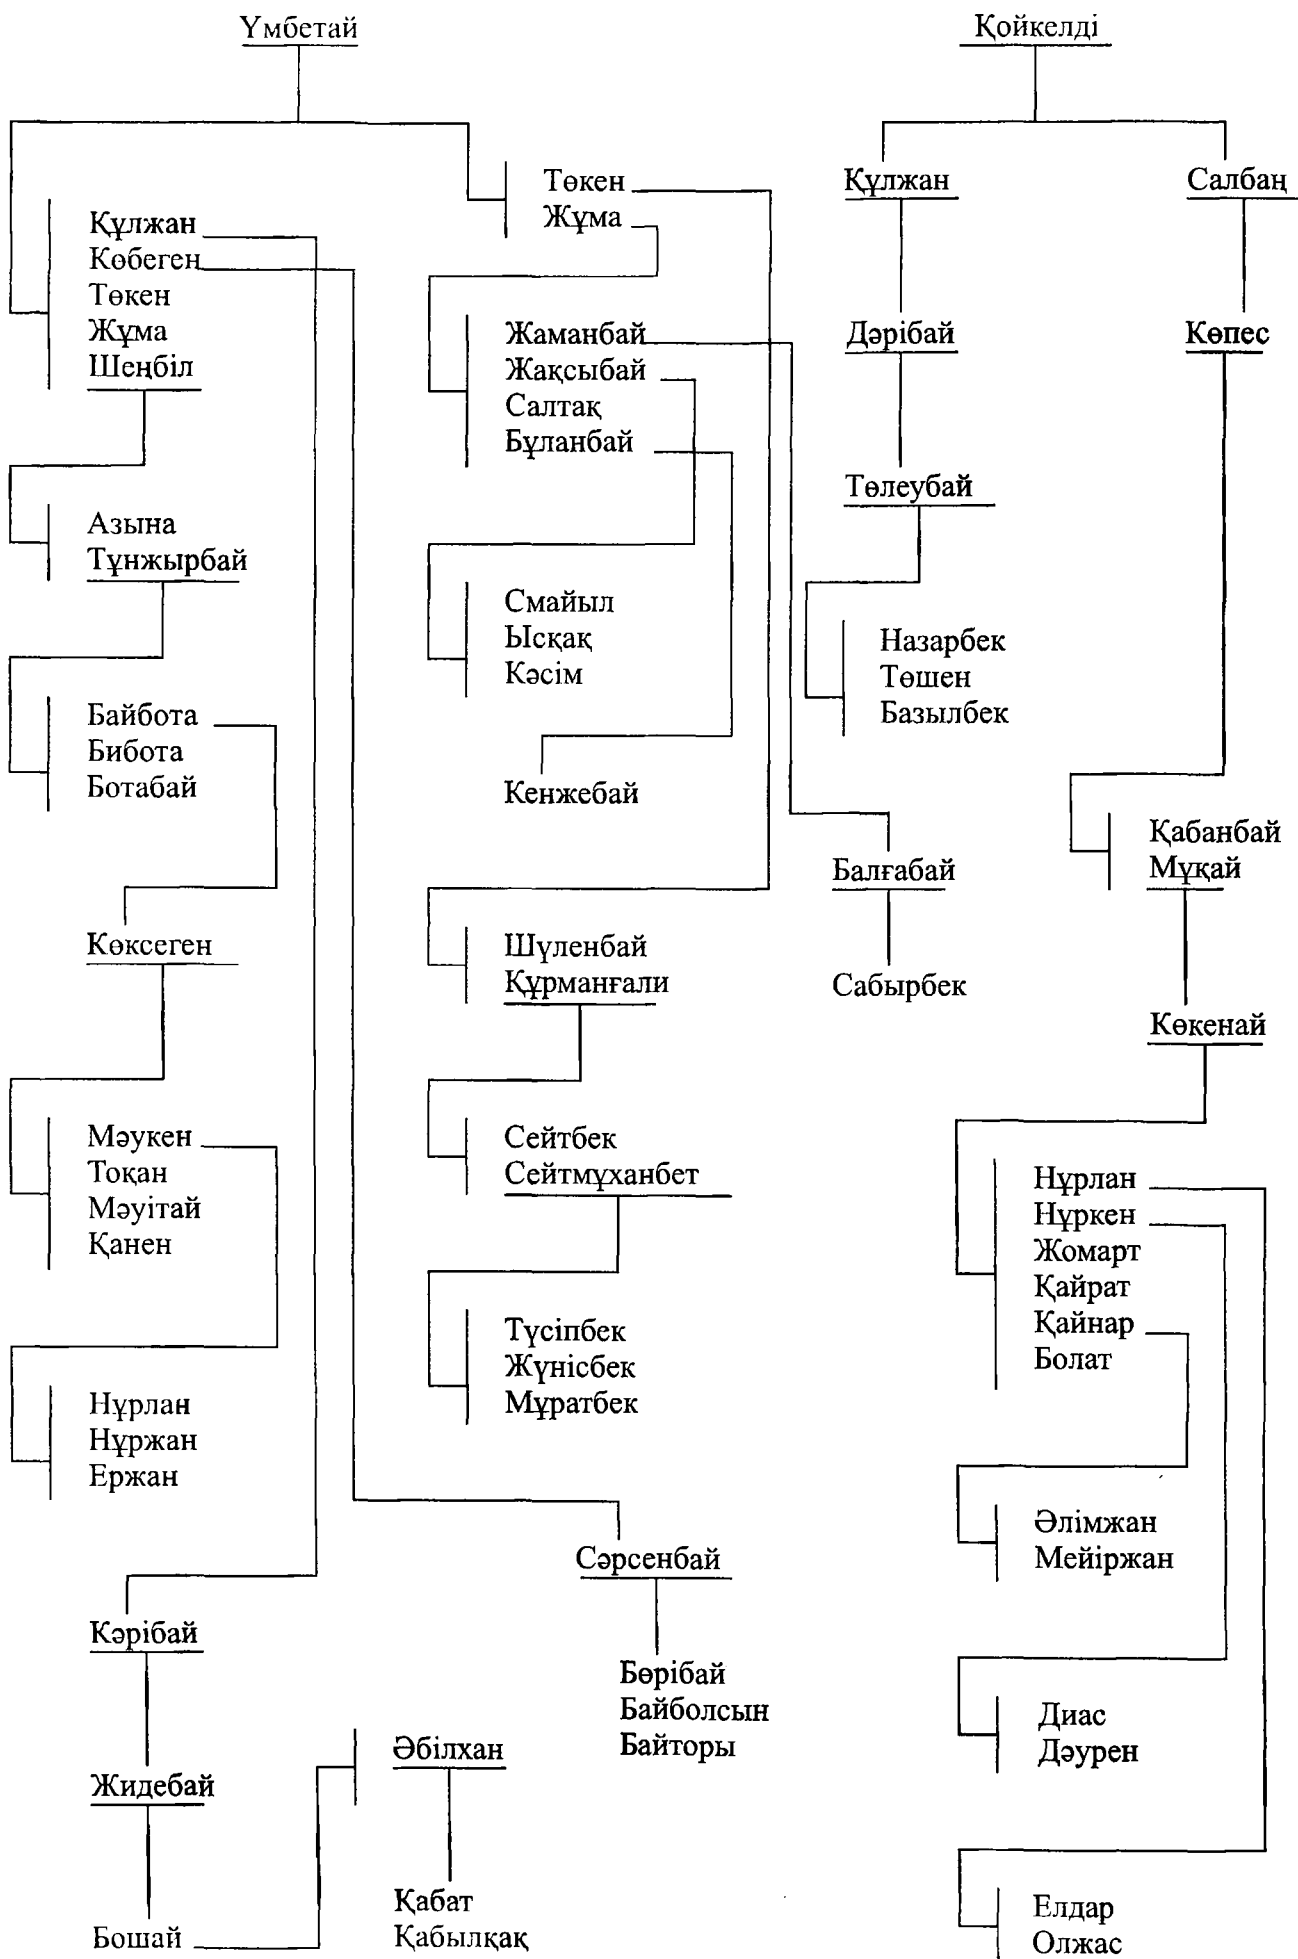 Үмбетай
Құлжан
Көбеген
Төкен
Жұма
Шеңбіл
Азына
Тұнжырбай
Байбота
Бибота
Ботабай
Көксеген
Мәукен
Тоқан
Мәуітай
Қанен
Нұрлан
Нұржан
Ержан
Кәрібай
Жидебай
Бошай
Әбілхан
Қабат
Қабылқақ
Төкен
Жұма
Жаманбай
Жақсыбай
Салтақ
Бұланбай
Смайыл
Ысқақ
Кәсім
Кенжебай
Шүленбай
Құрманғали
Сейтбек
Сейтмұханбет
Түсіпбек
Жүнісбек
Мұратбек
Сәрсенбай
Бөрібай
Байболсын
Байторы
Балғабай
Сабырбек
Қойкелді
Құлжан
Дәрібай
Төлеубай
Назарбек
Төшен
Базылбек
Салбаң
Көпес
Қабанбай
Мұқай
Көкенай
Нұрлан
Нұркен
Жомарт
Қайрат
Қайнар
Болат
Әлімжан
Мейіржан
Диас
Дәурен
Елдар
Олжас